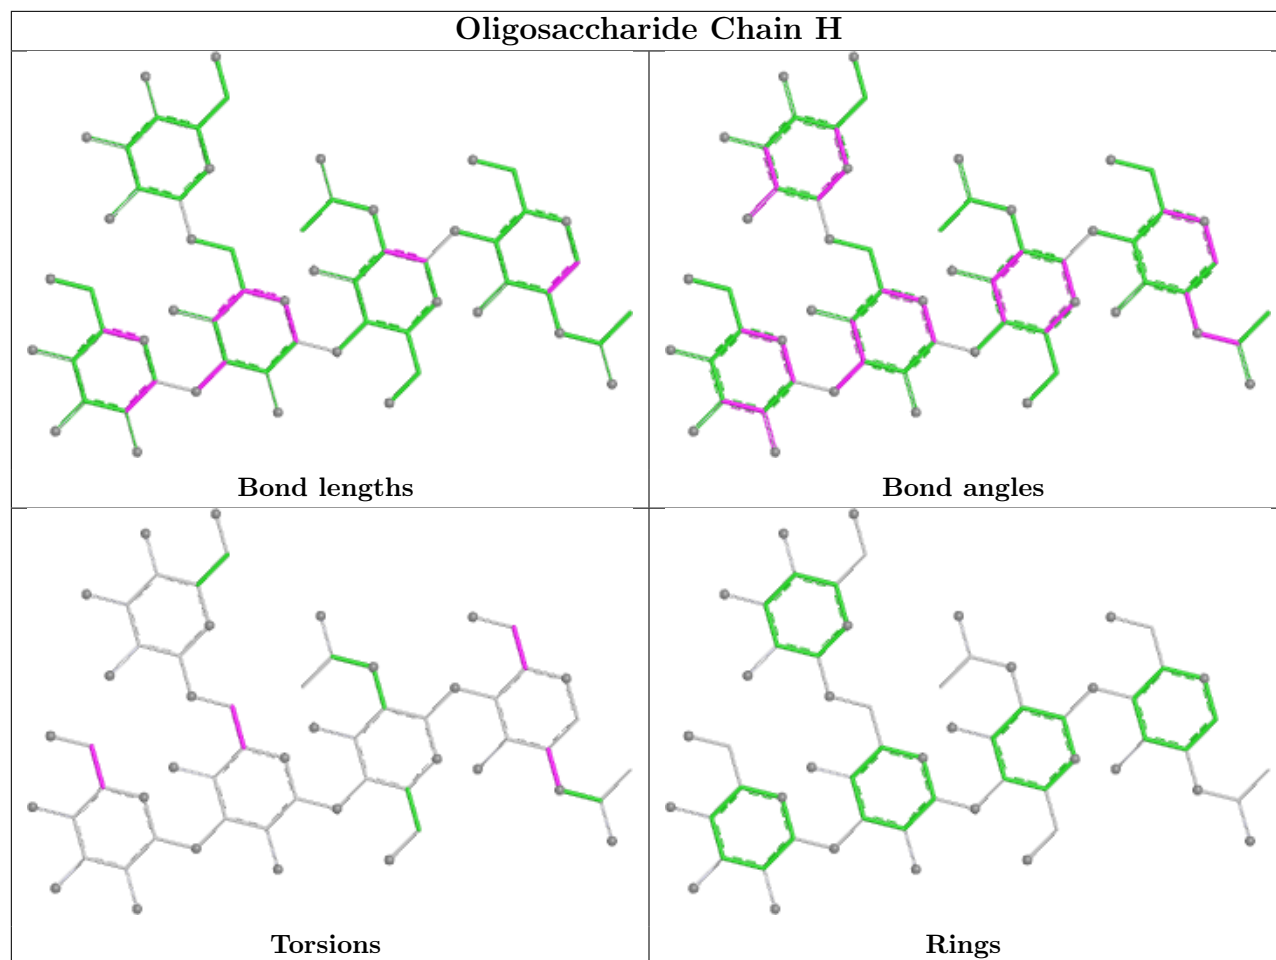 Oligosaccharide Chain H
Bond lengths
Bond angles
Torsions
Rings